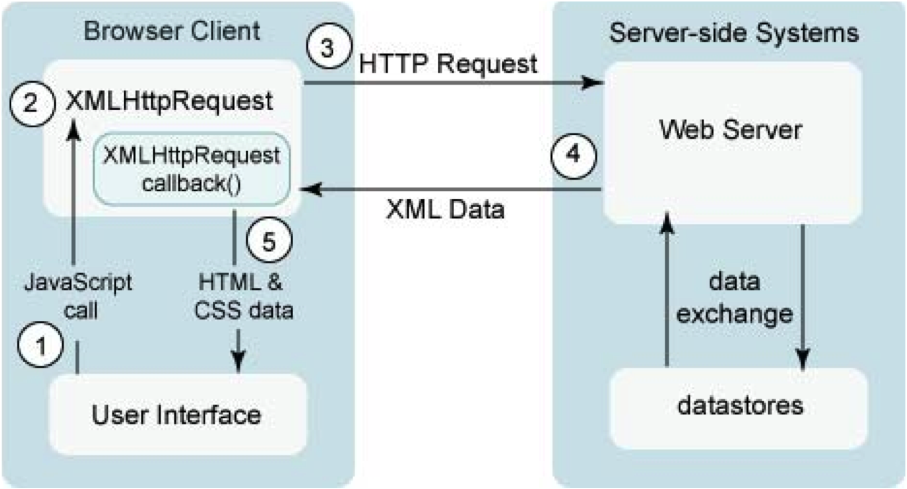 Browser Client
Server-side Systems
3
HTTP Request
2
XMLHttpRequest
Web Server
XMLHttpRequest
callback()
4
XML Data
5
JavaScript
call
HTML &
CSS data
data
exchange
1
User Interface
datastores